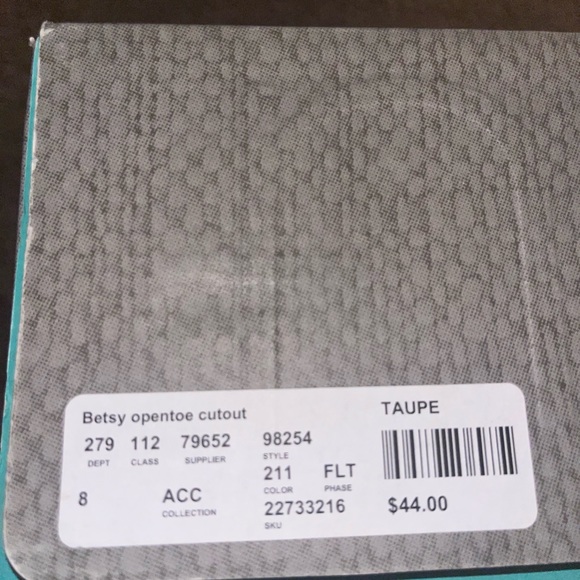 Betsy opentoe cutout TAUPE
279 112 79652 98254
DEPT CLASS SUPPLIER STYLE
211 FLT
COLOR PHASE
8 ACC 22733216 $44.00
COLLECTION SKU